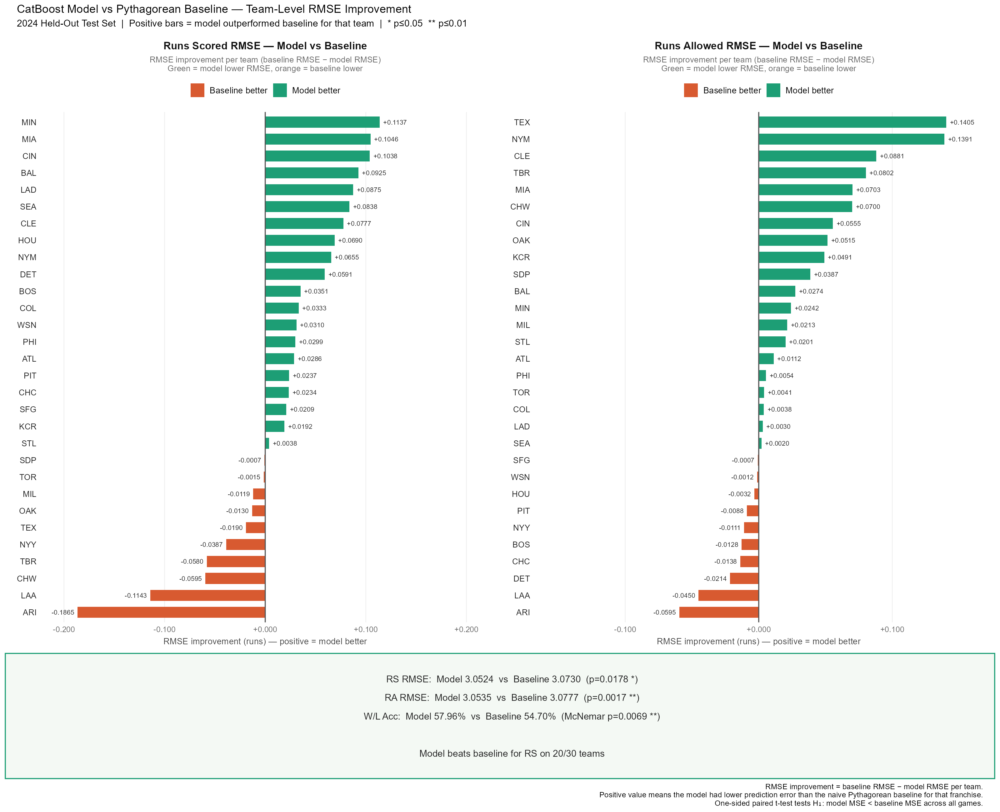 CatBoost Model vs Pythagorean Baseline — Team-Level RMSE Improvement
2024 Held-Out Test Set | Positive bars = model outperformed baseline for that team | * p≤0.05 ** p≤0.01
Runs Scored RMSE — Model vs Baseline
RMSE improvement per team (baseline RMSE − model RMSE)
Green = model lower RMSE, orange = baseline lower
Baseline better Model better
MIN +0.1137
MIA +0.1046
CIN +0.1038
BAL +0.0925
LAD +0.0875
SEA +0.0838
CLE +0.0777
HOU +0.0690
NYM +0.0655
DET +0.0591
BOS +0.0351
COL +0.0333
WSN +0.0310
PHI +0.0299
ATL +0.0286
PIT +0.0237
CHC +0.0234
SFG +0.0209
KCR +0.0192
STL +0.0038
SDP -0.0007
TOR -0.0015
MIL -0.0119
OAK -0.0130
TEX -0.0190
NYY -0.0387
TBR -0.0580
CHW -0.0595
LAA -0.1143
ARI -0.1865
-0.200 -0.100 +0.000 +0.100 +0.200
RMSE improvement (runs) — positive = model better
Runs Allowed RMSE — Model vs Baseline
RMSE improvement per team (baseline RMSE − model RMSE)
Green = model lower RMSE, orange = baseline lower
Baseline better Model better
TEX +0.1405
NYM +0.1391
CLE +0.0881
TBR +0.0802
MIA +0.0703
CHW +0.0700
CIN +0.0555
OAK +0.0515
KCR +0.0491
SDP +0.0387
BAL +0.0274
MIN +0.0242
MIL +0.0213
STL +0.0201
ATL +0.0112
PHI +0.0054
TOR +0.0041
COL +0.0038
LAD +0.0030
SEA +0.0020
SFG -0.0007
WSN -0.0012
HOU -0.0032
PIT -0.0088
NYY -0.0111
BOS -0.0128
CHC -0.0138
DET -0.0214
LAA -0.0450
ARI -0.0595
-0.100 +0.000 +0.100
RMSE improvement (runs) — positive = model better
RS RMSE: Model 3.0524 vs Baseline 3.0730 (p=0.0178 *)
RA RMSE: Model 3.0535 vs Baseline 3.0777 (p=0.0017 **)
W/L Acc: Model 57.96% vs Baseline 54.70% (McNemar p=0.0069 **)
Model beats baseline for RS on 20/30 teams
RMSE improvement = baseline RMSE − model RMSE per team.
Positive value means the model had lower prediction error than the naive Pythagorean baseline for that franchise.
One-sided paired t-test tests H₁: model MSE < baseline MSE across all games.